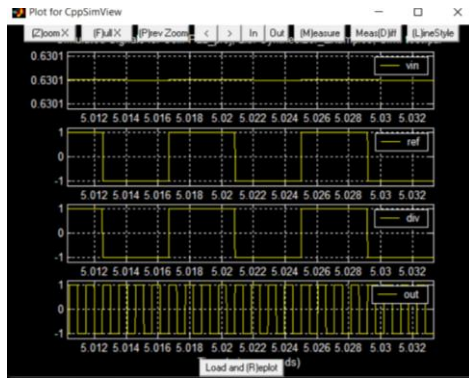 Plot for CppSimView
(Z)oom X (F)ull X (P)rev Zoom < > In Out (M)easure Meas(D)iff (L)ineStyle
0.6301
0.6301
0.6301
vin
5.012 5.014 5.016 5.018 5.02 5.022 5.024 5.026 5.028 5.03 5.032
1
0
-1
ref
5.012 5.014 5.016 5.018 5.02 5.022 5.024 5.026 5.028 5.03 5.032
1
0
-1
div
5.012 5.014 5.016 5.018 5.02 5.022 5.024 5.026 5.028 5.03 5.032
1
0
-1
out
5.012 5.014 5.016 5.018 5.02 5.022 5.024 5.026 5.028 5.03 5.032
Load and (R)eplot